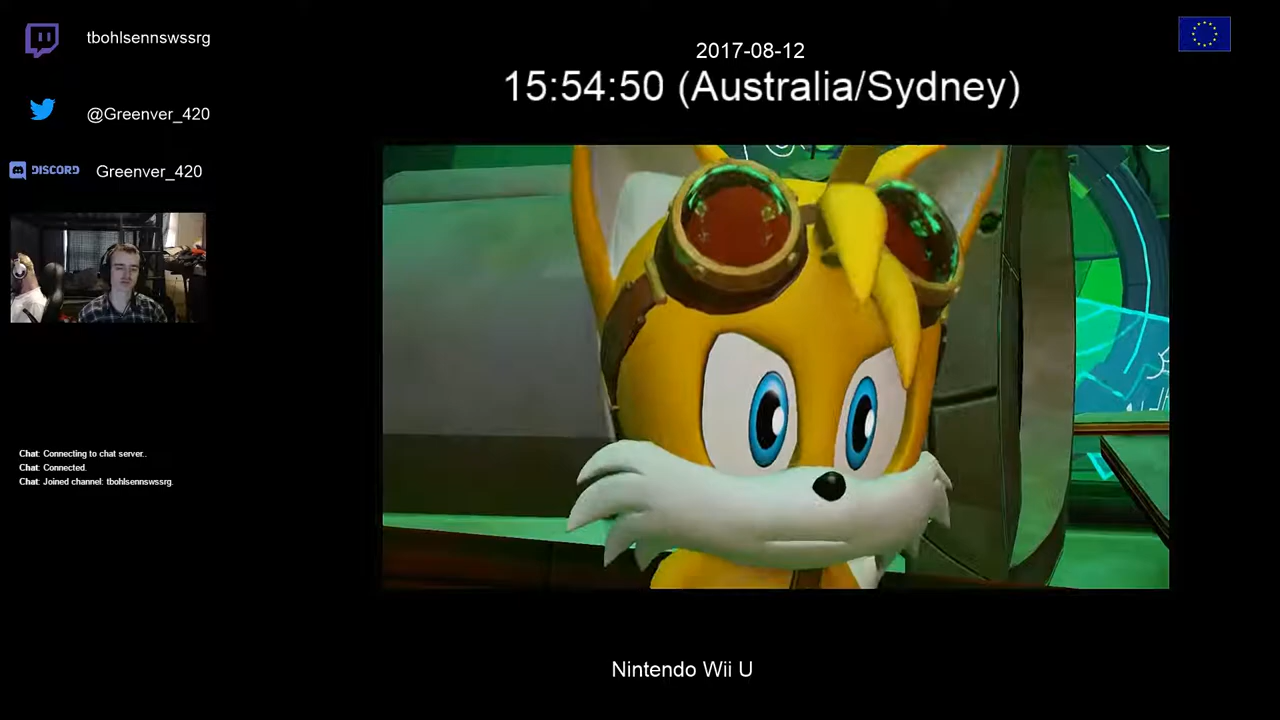 tbohlsennswssrg
@Greenver_420
DISCORD Greenver_420
2017-08-12
15:54:50 (Australia/Sydney)
Chat: Connecting to chat server..
Chat: Connected.
Chat: Joined channel: tbohlsennswssrg.
Nintendo Wii U